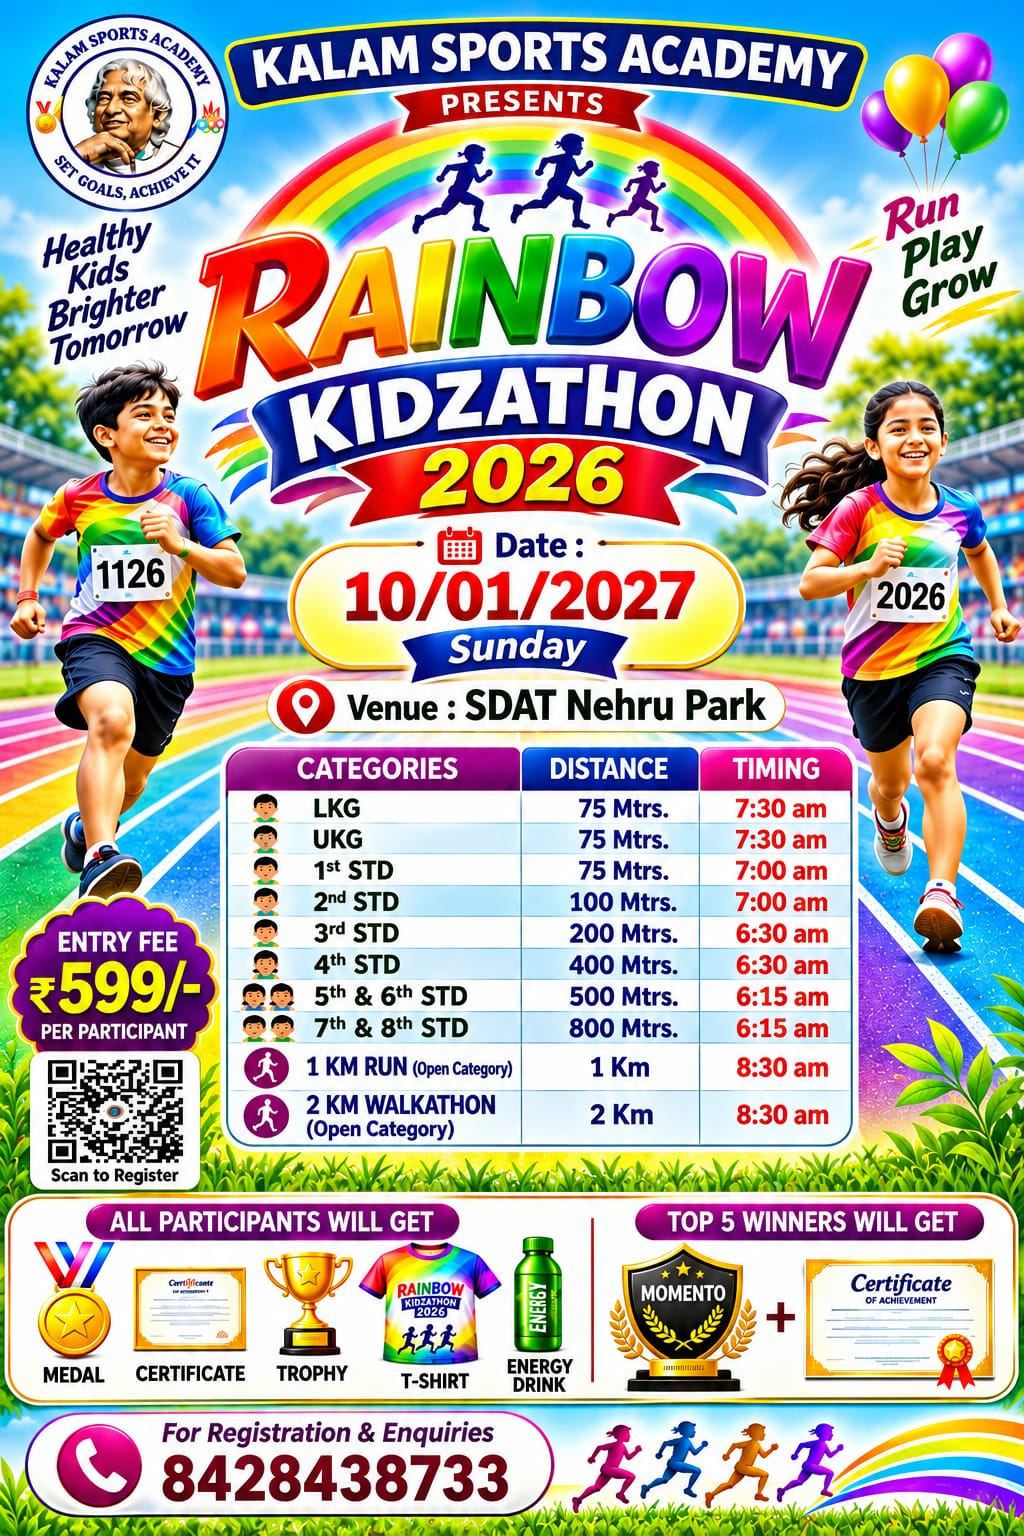 KALAM SPORTS ACADEMY
SET GOALS, ACHIEVE IT
KALAM SPORTS ACADEMY
PRESENTS
Healthy
Kids
Brighter
Tomorrow
Run
Play
Grow
RAINBOW
KIDZATHON
2026
1126
2026
Date :
10/01/2027
Sunday
Venue : SDAT Nehru Park
CATEGORIES DISTANCE TIMING
LKG 75 Mtrs. 7:30 am
UKG 75 Mtrs. 7:30 am
1st STD 75 Mtrs. 7:00 am
2nd STD 100 Mtrs. 7:00 am
3rd STD 200 Mtrs. 6:30 am
4th STD 400 Mtrs. 6:30 am
5th & 6th STD 500 Mtrs. 6:15 am
7th & 8th STD 800 Mtrs. 6:15 am
1 KM RUN (Open Category) 1 Km 8:30 am
2 KM WALKATHON
(Open Category) 2 Km 8:30 am
ENTRY FEE
₹599/-
PER PARTICIPANT
Scan to Register
ALL PARTICIPANTS WILL GET
MEDAL
CERTIFICATE
TROPHY
RAINBOW
KIDZATHON
2026
T-SHIRT
ENERGY
ENERGY
DRINK
TOP 5 WINNERS WILL GET
MOMENTO
+
Certificate
OF ACHIEVEMENT
For Registration & Enquiries
8428438733